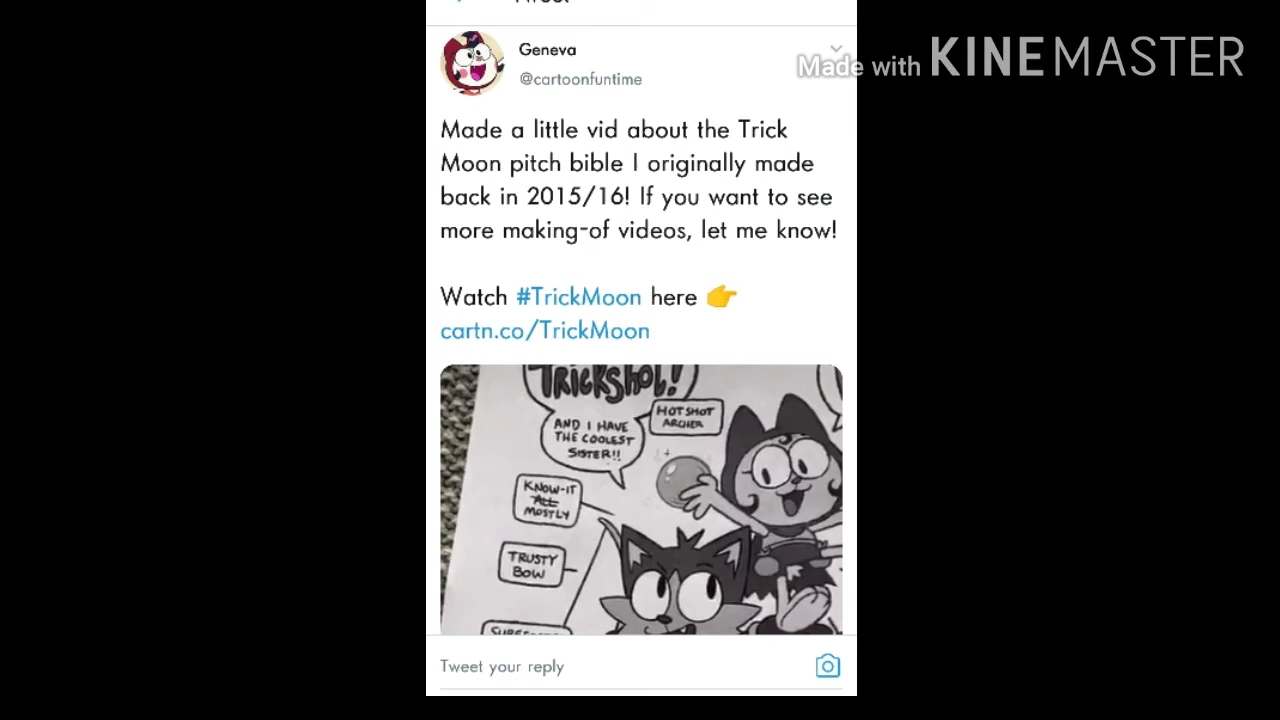 Tweet
Geneva
@cartoonfuntime
Made with KINEMASTER
Made a little vid about the Trick
Moon pitch bible I originally made
back in 2015/16! If you want to see
more making-of videos, let me know!
Watch #TrickMoon here 👉
cartn.co/TrickMoon
TRICKSHOT!
HOTSHOT
ARCHER
AND I HAVE
THE COOLEST
SISTER!!
KNOW-IT
ALL
MOSTLY
TRUSTY
BOW
Tweet your reply